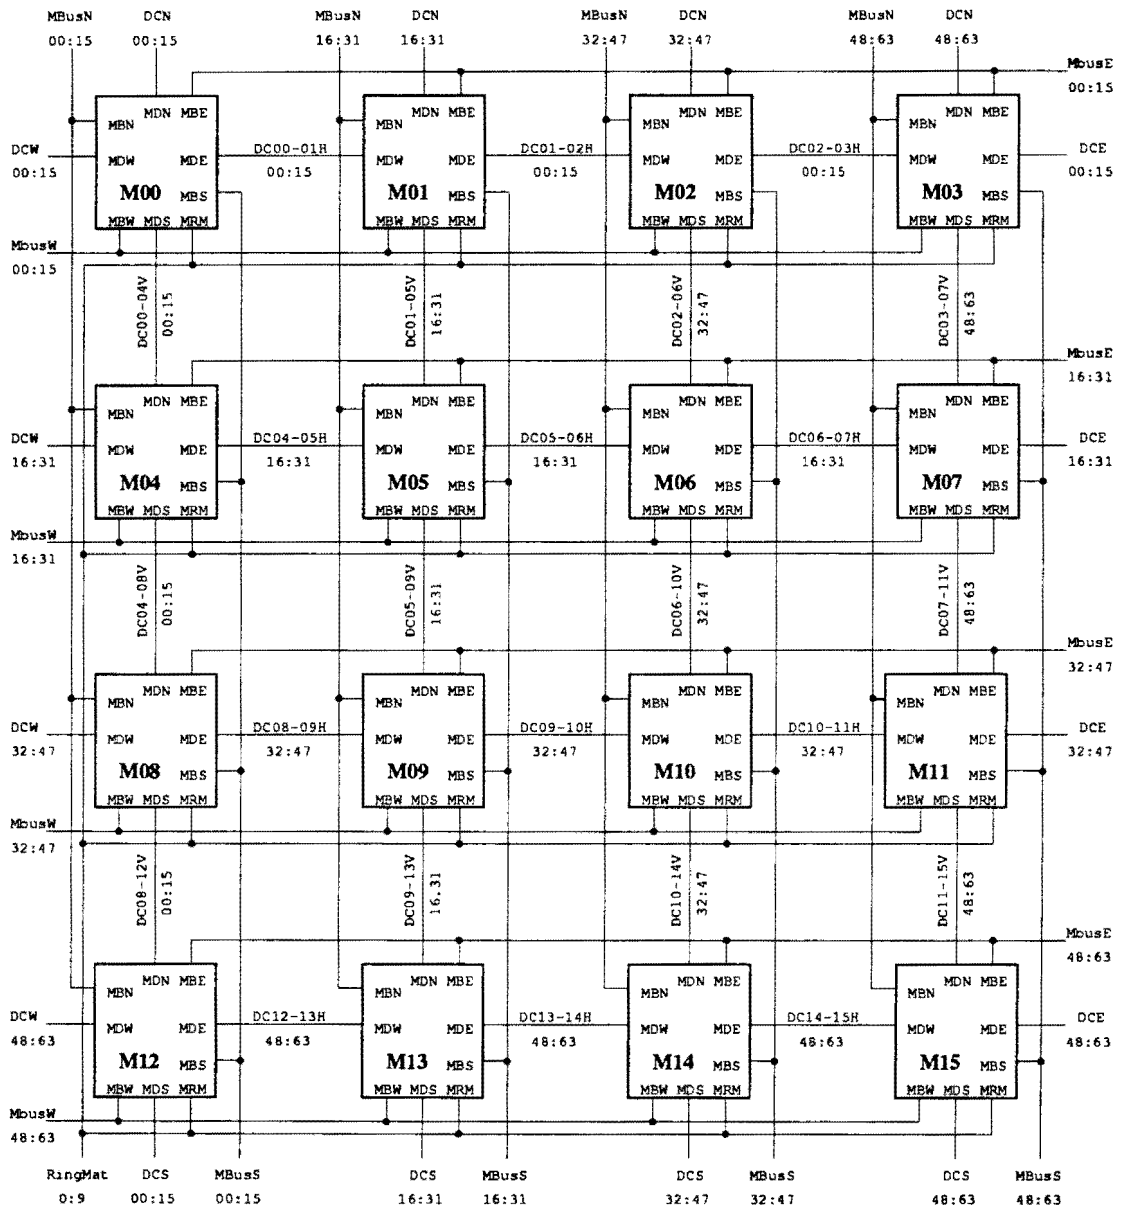 MBusN DCN MBusN DCN MBusN DCN MBusN DCN
00:15 00:15 16:31 16:31 32:47 32:47 48:63 48:63
MbusE
00:15
MDN MBE MDN MBE MDN MBE MDN MBE
MBN MBN MBN MBN
DCW DC00-01H DC01-02H DC02-03H DCE
MDW MDE MDW MDE MDW MDE MDW MDE
00:15 00:15 00:15 00:15 00:15
M00 MBS M01 MBS M02 MBS M03 MBS
MBW MDS MRM MBW MDS MRM MBW MDS MRM MBW MDS MRM
MbusW
00:15
DC00-04V DC01-05V DC02-06V DC03-07V
00:15 16:31 32:47 48:63
MbusE
16:31
MDN MBE MDN MBE MDN MBE MDN MBE
MBN MBN MBN MBN
DCW DC04-05H DC05-06H DC06-07H DCE
MDW MDE MDW MDE MDW MDE MDW MDE
16:31 16:31 16:31 16:31 16:31
M04 MBS M05 MBS M06 MBS M07 MBS
MBW MDS MRM MBW MDS MRM MBW MDS MRM MBW MDS MRM
MbusW
16:31
DC04-08V DC05-09V DC06-10V DC07-11V
00:15 16:31 32:47 48:63
MbusE
32:47
MDN MBE MDN MBE MDN MBE MDN MBE
MBN MBN MBN MBN
DCW DC08-09H DC09-10H DC10-11H DCE
MDW MDE MDW MDE MDW MDE MDW MDE
32:47 32:47 32:47 32:47 32:47
M08 MBS M09 MBS M10 MBS M11 MBS
MBW MDS MRM MBW MDS MRM MBW MDS MRM MBW MDS MRM
MbusW
32:47
DC08-12V DC09-13V DC10-14V DC11-15V
00:15 16.31 32:47 48:63
MbusE
48:63
MDN MBE MDN MBE MDN MBE MDN MBE
MBN MBN MBN MBN
DCW DC12-13H DC13-14H DC14-15H DCE
MDW MDE MDW MDE MDW MDE MDW MDE
48:63 48:63 48:63 48:63 48:63
M12 MBS M13 MBS M14 MBS M15 MBS
MBW MDS MRM MBW MDS MRM MBW MDS MRM MBW MDS MRM
MbusW
48:63
RingMat DCS MBusS DCS MBusS DCS MBusS DCS MBusS
0:9 00:15 00:15 16:31 16:31 32:47 32:47 48:63 48:63